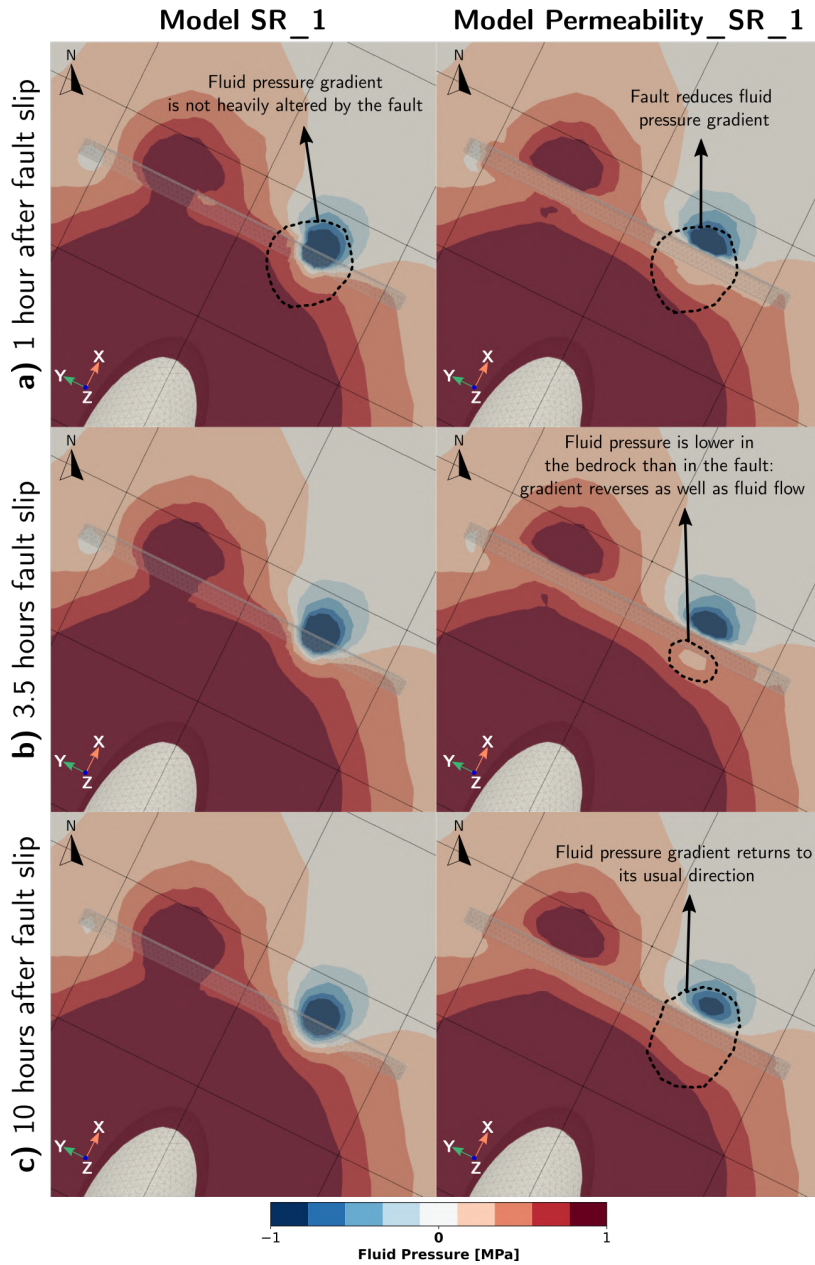 Model SR_1
Model Permeability_SR_1
a) 1 hour after fault slip
N
Fluid pressure gradient
is not heavily altered by the fault
X
Y
Z
N
Fault reduces fluid
pressure gradient
X
Y
Z
b) 3.5 hours fault slip
N
X
Y
Z
N
Fluid pressure is lower in
the bedrock than in the fault:
gradient reverses as well as fluid flow
X
Y
Z
c) 10 hours after fault slip
N
X
Y
Z
N
Fluid pressure gradient returns to
its usual direction
X
Y
Z
−1
0
1
Fluid Pressure [MPa]